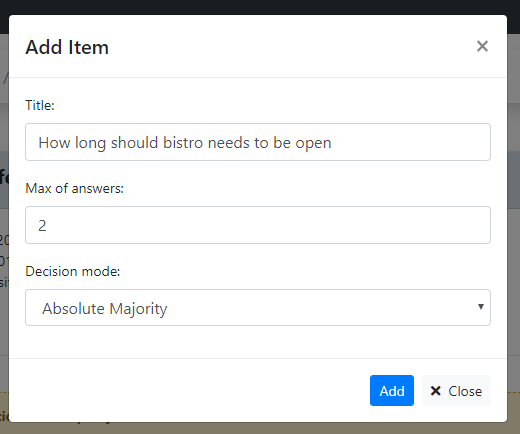 Add Item ×
Title:
How long should bistro needs to be open
Max of answers:
2
Decision mode:
Absolute Majority
Add × Close